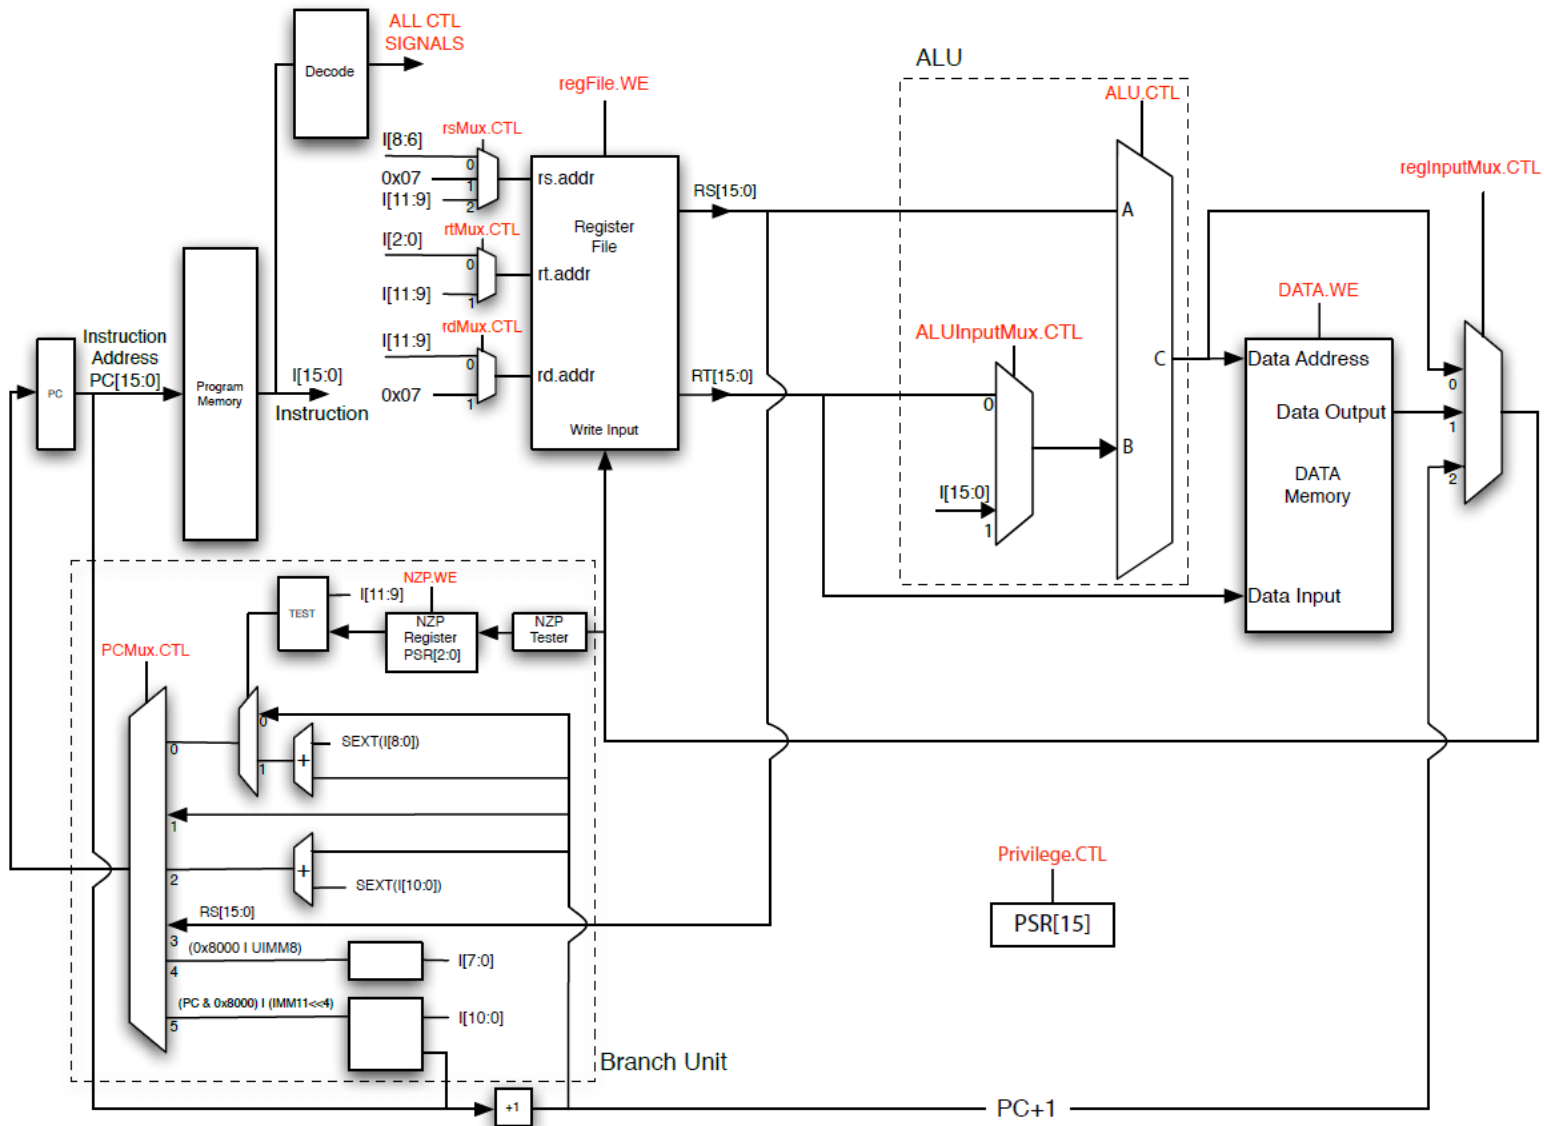 ALL CTL
SIGNALS
Decode
regFile.WE
ALU
ALU.CTL
regInputMux.CTL
rsMux.CTL
I[8:6]
0
0x07
1
I[11:9]
2
rs.addr
Register
File
RS[15:0]
A
rtMux.CTL
I[2:0]
0
rt.addr
I[11:9]
1
DATA.WE
rdMux.CTL
I[11:9]
0
rd.addr
0x07
1
Write Input
RT[15:0]
ALUInputMux.CTL
0
B
C
I[15:0]
1
Data Address
Data Output
DATA
Memory
Data Input
0
1
2
Instruction
Address
PC[15:0]
PC
Program
Memory
I[15:0]
Instruction
NZP.WE
TEST
I[11:9]
NZP
Register
PSR[2:0]
NZP
Tester
PCMux.CTL
0
0
1
+
SEXT(I[8:0])
1
2
+
SEXT(I[10:0])
RS[15:0]
3
(0x8000 I UIMM8)
4
I[7:0]
(PC & 0x8000) I (IMM11<<4)
5
I[10:0]
Privilege.CTL
PSR[15]
Branch Unit
+1
PC+1